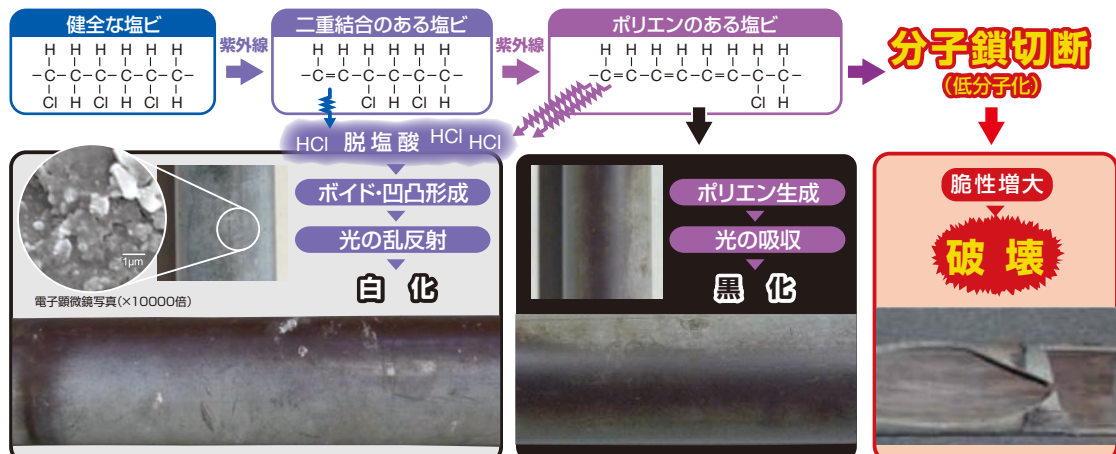 健全な塩ビ
H H H H H H
－C－C－C－C－C－C－
Cl H Cl H Cl H
紫外線
二重結合のある塩ビ
H H H H H H
－C＝C－C－C－C－C－
Cl H Cl H
紫外線
ポリエンのある塩ビ
H H H H H H H H
－C＝C－C＝C－C＝C－C－C－
Cl H
分子鎖切断
(低分子化)
HCl 脱塩酸 HCl HCl
ボイド・凹凸形成
光の乱反射
白化
1μm
電子顕微鏡写真(×10000倍)
ポリエン生成
光の吸収
黒化
脆性増大
破壊